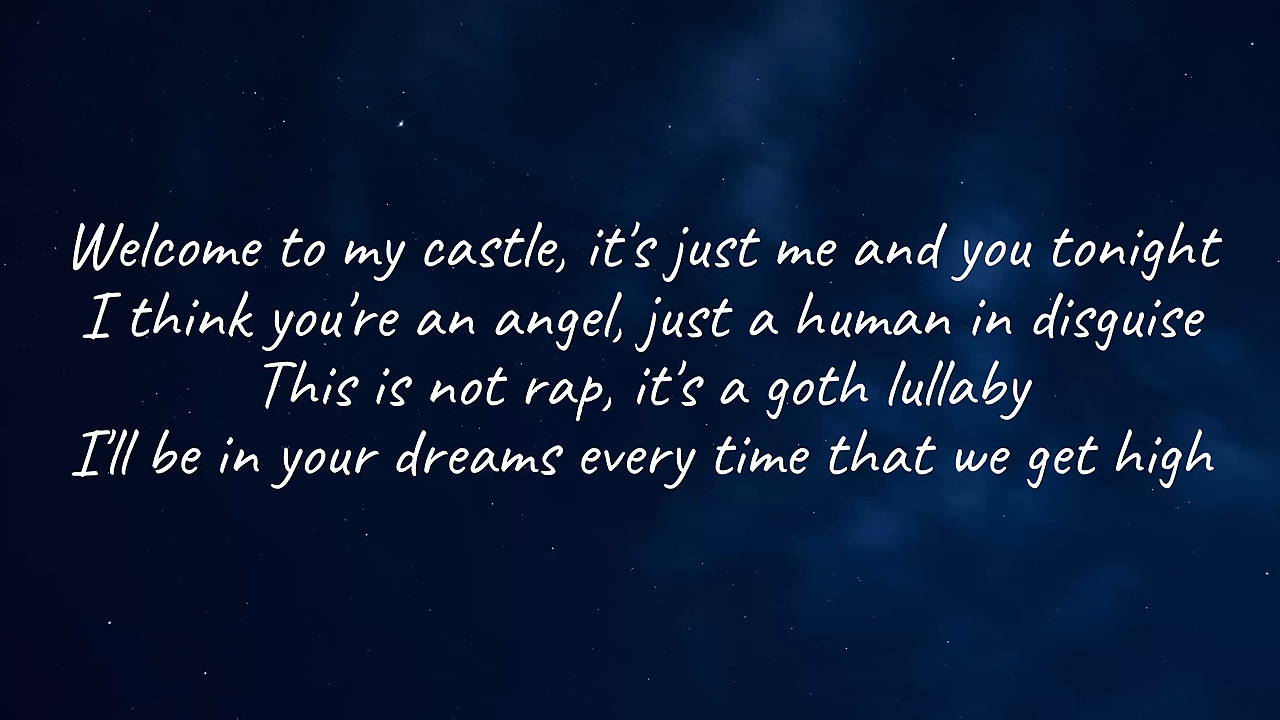 Welcome to my castle, it's just me and you tonight
I think you're an angel, just a human in disguise
This is not rap, it's a goth lullaby
I'll be in your dreams every time that we get high